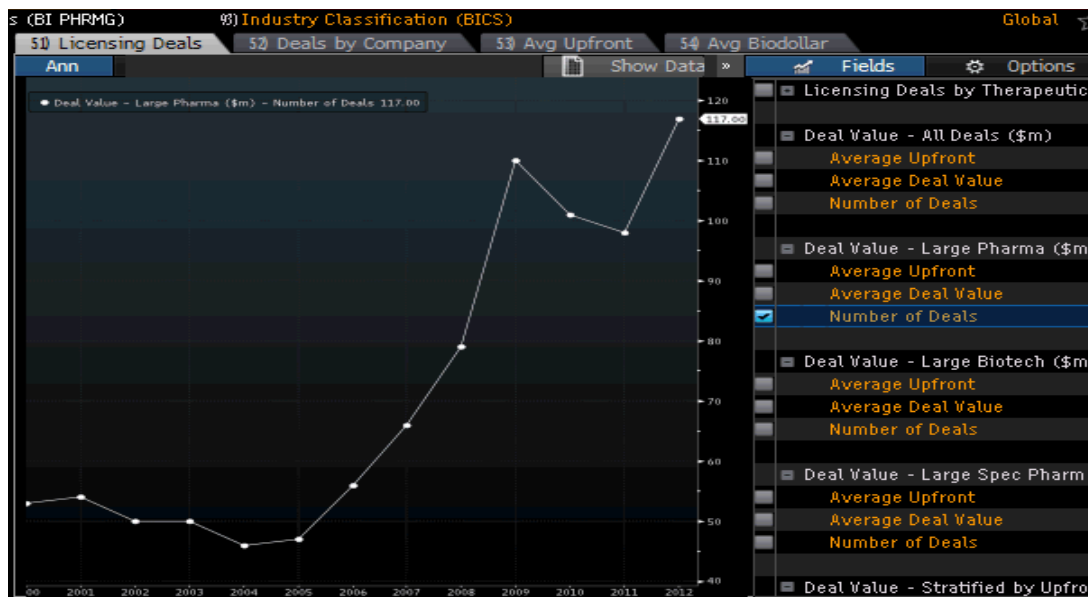 s (BI PHRMG) 93) Industry Classification (BICS) Global
51) Licensing Deals 52) Deals by Company 53) Avg Upfront 54) Avg Biodollar
Ann Show Data » Fields Options
Licensing Deals by Therapeutic
Deal Value - Large Pharma ($m) - Number of Deals 117.00
120
117.00
110
100
90
80
70
60
50
40
00 2001 2002 2003 2004 2005 2006 2007 2008 2009 2010 2011 2012
Deal Value - All Deals ($m)
Average Upfront
Average Deal Value
Number of Deals
Deal Value - Large Pharma ($m
Average Upfront
Average Deal Value
Number of Deals
Deal Value - Large Biotech ($m
Average Upfront
Average Deal Value
Number of Deals
Deal Value - Large Spec Pharm
Average Upfront
Average Deal Value
Number of Deals
Deal Value - Stratified by Upfro